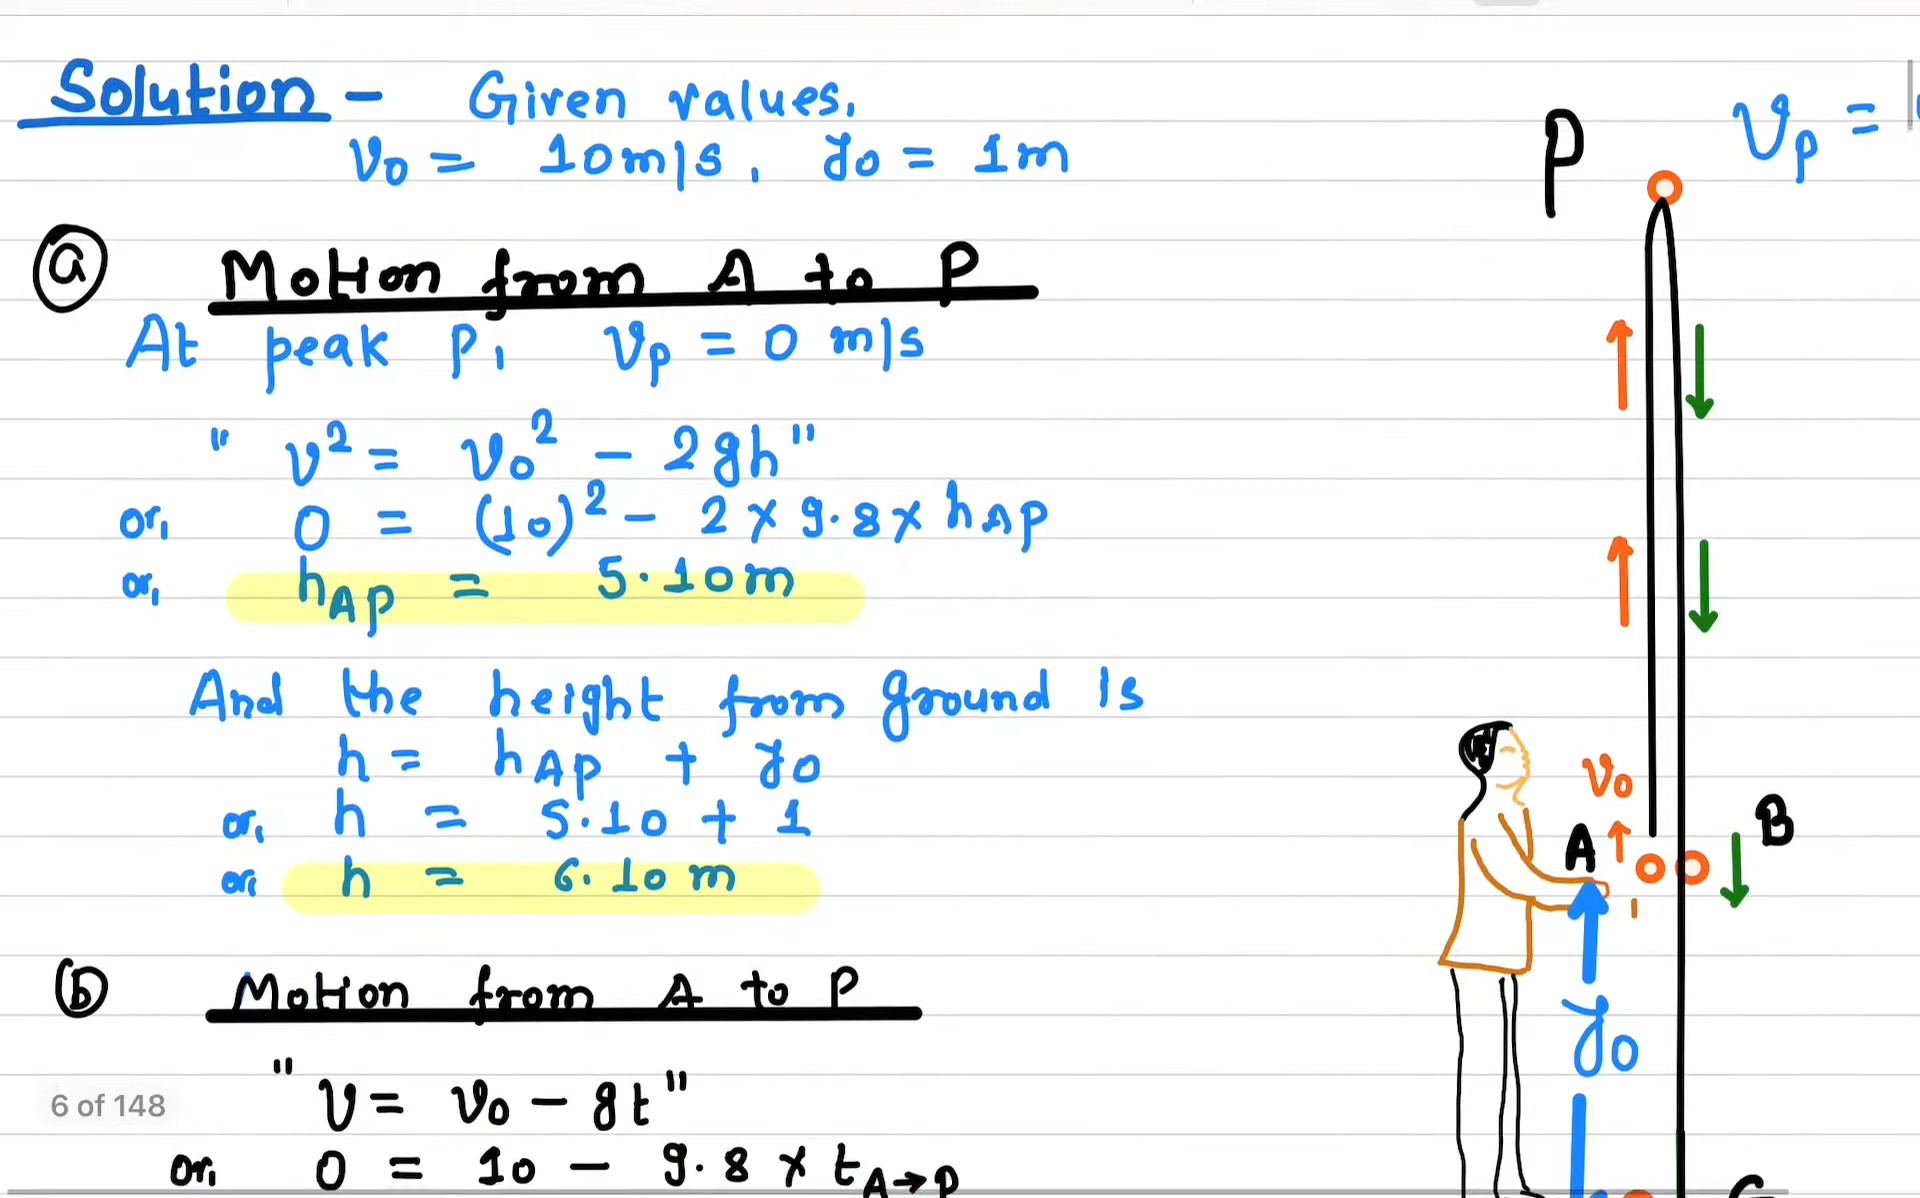 Solution - Given values,
v₀ = 10m/s, y₀ = 1m
P
Vp =
(a) Motion from A to P
At peak P, Vp = 0 m/s
" v² = v₀² - 2gh "
or, 0 = (10)² - 2 × 9.8 × hAP
or, hAP = 5.10m
And the height from ground is
h = hAP + y₀
or, h = 5.10 + 1
or, h = 6.10 m
V₀
A
B
y₀
(b) Motion from A to P
" v = v₀ - gt "
6 of 148
or, 0 = 10 - 9.8 × tA→P